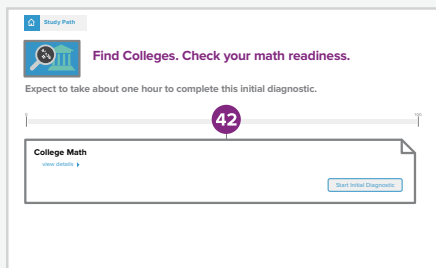 Study Path
Find Colleges. Check your math readiness.
Expect to take about one hour to complete this initial diagnostic.
42
College Math
view details
Start Initial Diagnostic